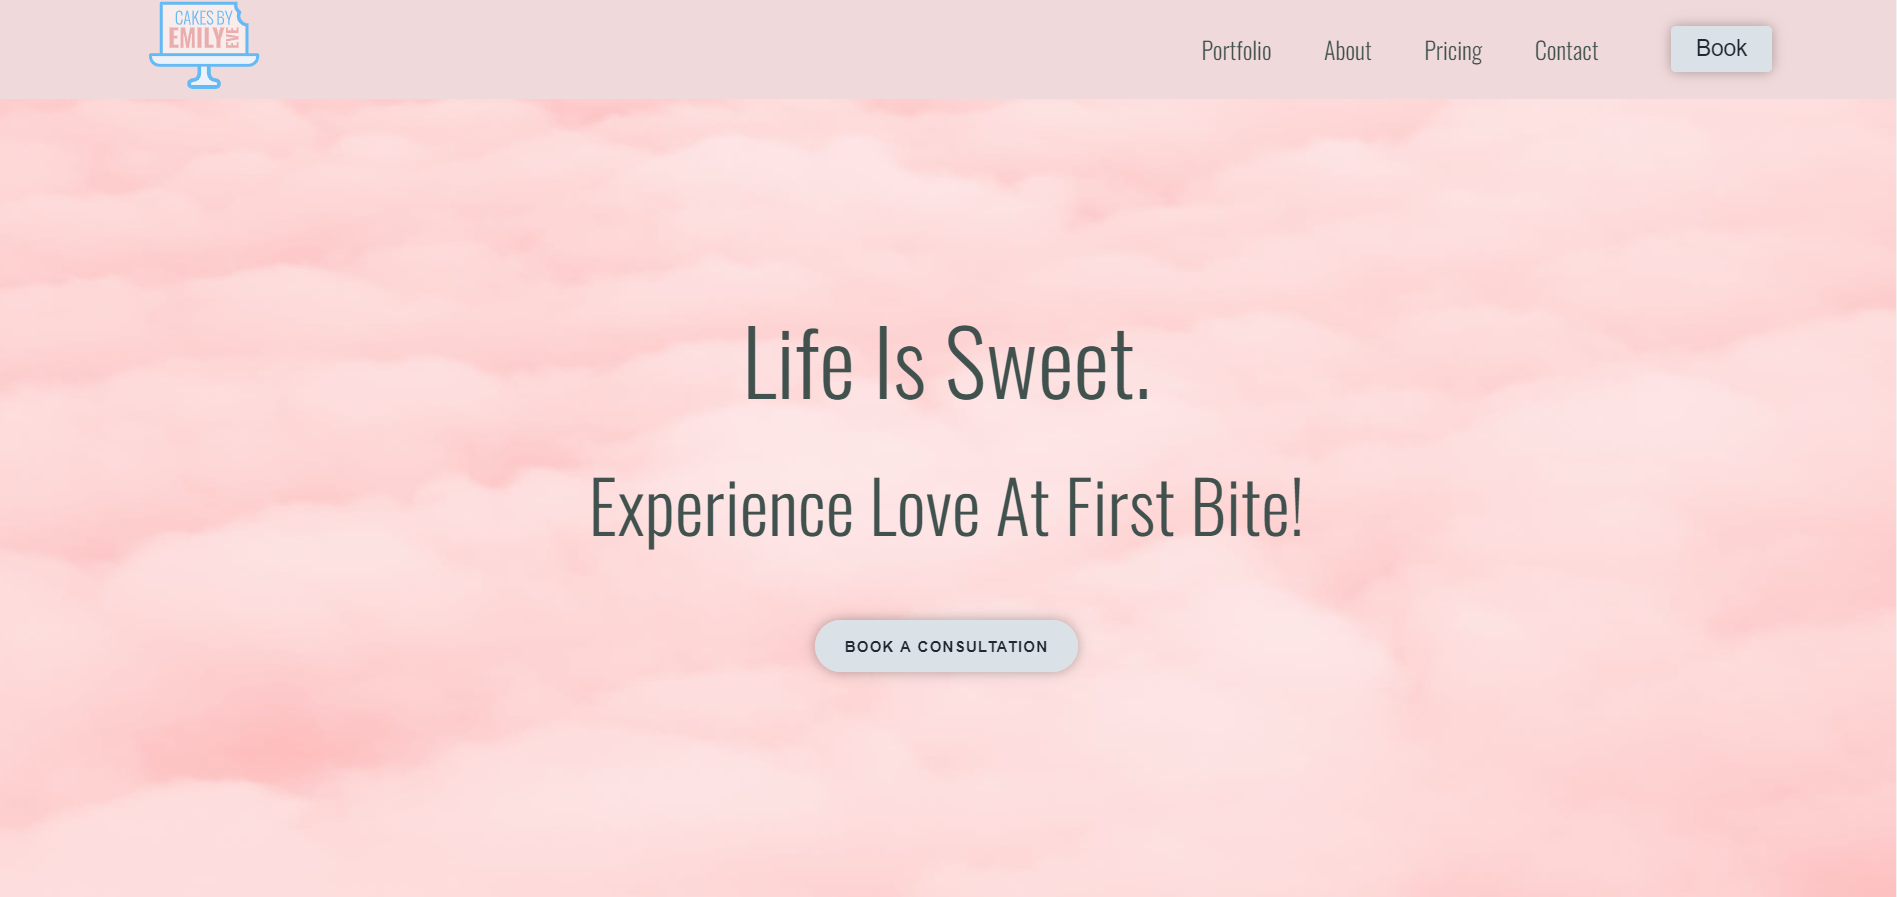 CAKES BY
EMILY EVE
Portfolio
About
Pricing
Contact
Book
Life Is Sweet.
Experience Love At First Bite!
BOOK A CONSULTATION